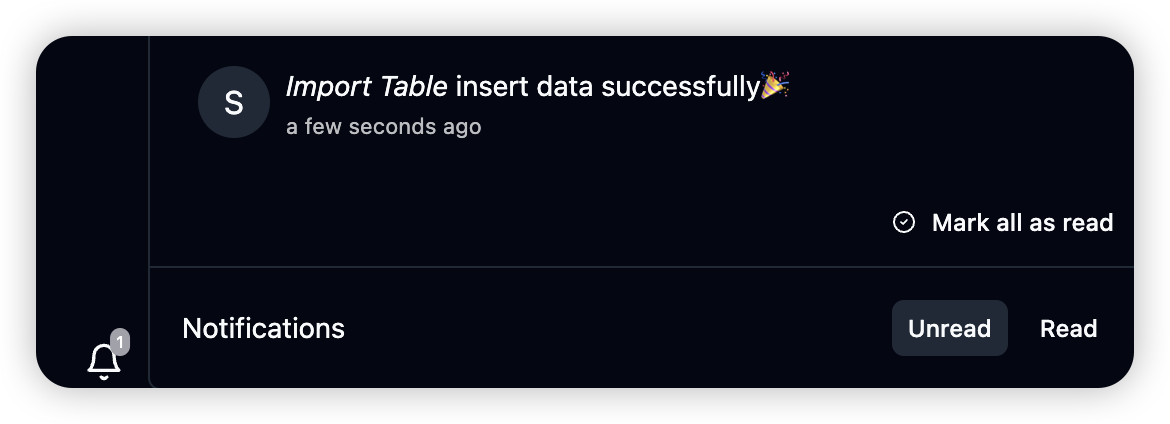 S
Import Table insert data successfully🎉
a few seconds ago
Mark all as read
Notifications
Unread
Read
1